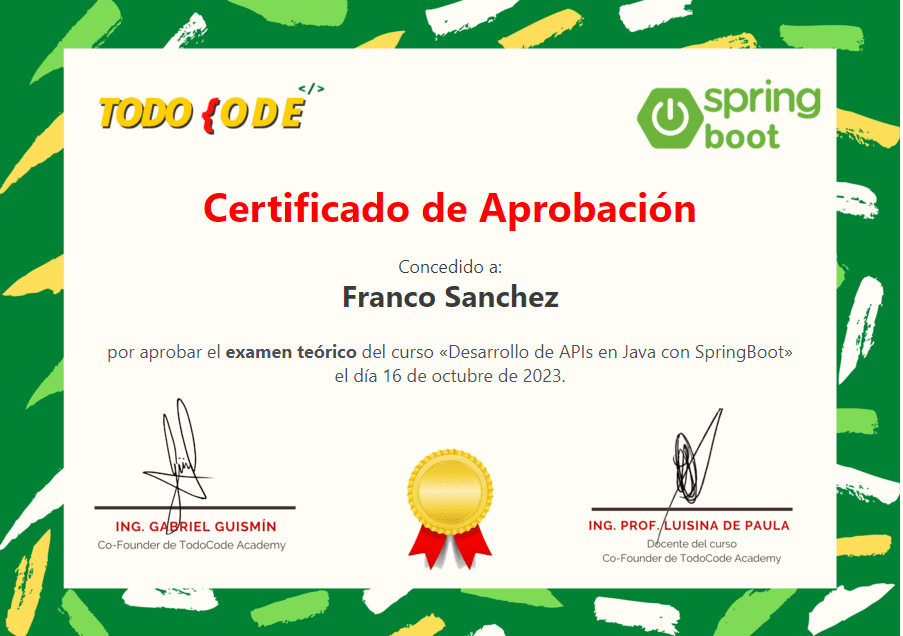 TODO {ODE </>
spring
boot
Certificado de Aprobación
Concedido a:
Franco Sanchez
por aprobar el examen teórico del curso «Desarrollo de APIs en Java con SpringBoot»
el día 16 de octubre de 2023.
ING. GABRIEL GUISMÍN
Co-Founder de TodoCode Academy
ING. PROF. LUISINA DE PAULA
Docente del curso
Co-Founder de TodoCode Academy